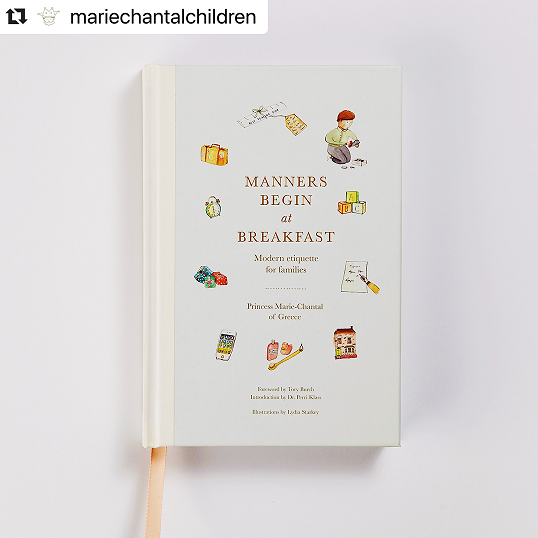 mariechantalchildren
MANNERS
BEGIN
at
BREAKFAST
Modern etiquette
for families
Princess Marie-Chantal
of Greece
Foreword by Tory Burch
Introduction by Dr. Perri Klass
Illustrations by Lydia Starkey